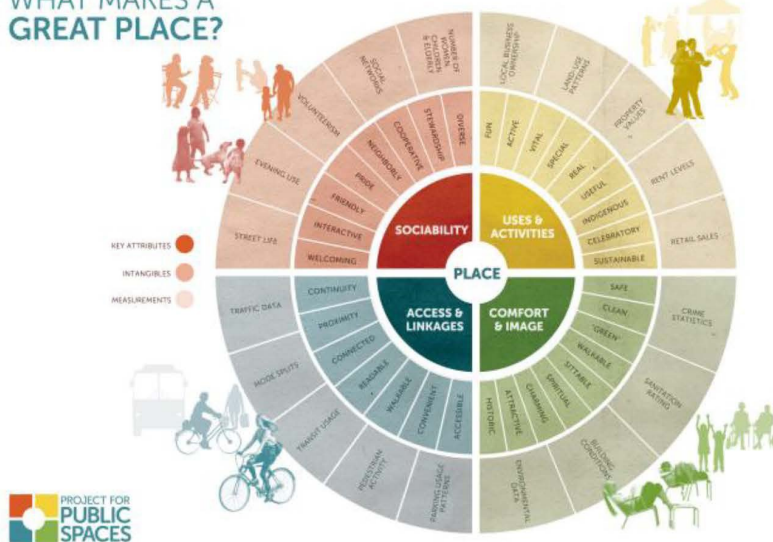 WHAT MAKES A
GREAT PLACE?
KEY ATTRIBUTES
INTANGIBLES
MEASUREMENTS
PLACE
SOCIABILITY
WELCOMING
INTERACTIVE
FRIENDLY
PRIDE
NEIGHBORLY
COOPERATIVE
STEWARDSHIP
DIVERSE
STREET LIFE
EVENING USE
VOLUNTEERISM
SOCIAL
NETWORKS
NUMBER OF
WOMEN,
CHILDREN
& ELDERLY
USES &
ACTIVITIES
FUN
ACTIVE
VITAL
SPECIAL
REAL
USEFUL
INDIGENOUS
CELEBRATORY
SUSTAINABLE
LOCAL BUSINESS
OWNERSHIP
LAND-USE
PATTERNS
PROPERTY
VALUES
RENT LEVELS
RETAIL SALES
ACCESS &
LINKAGES
CONTINUITY
PROXIMITY
CONNECTED
READABLE
WALKABLE
CONVENIENT
ACCESSIBLE
TRAFFIC DATA
MODE SPLITS
TRANSIT USAGE
PEDESTRIAN
ACTIVITY
PARKING USAGE
PATTERNS
COMFORT
& IMAGE
SAFE
CLEAN
"GREEN"
WALKABLE
SITTABLE
SPIRITUAL
CHARMING
ATTRACTIVE
HISTORIC
CRIME
STATISTICS
SANITATION
RATING
BUILDING
CONDITIONS
ENVIRONMENTAL
DATA
PROJECT FOR
PUBLIC
SPACES